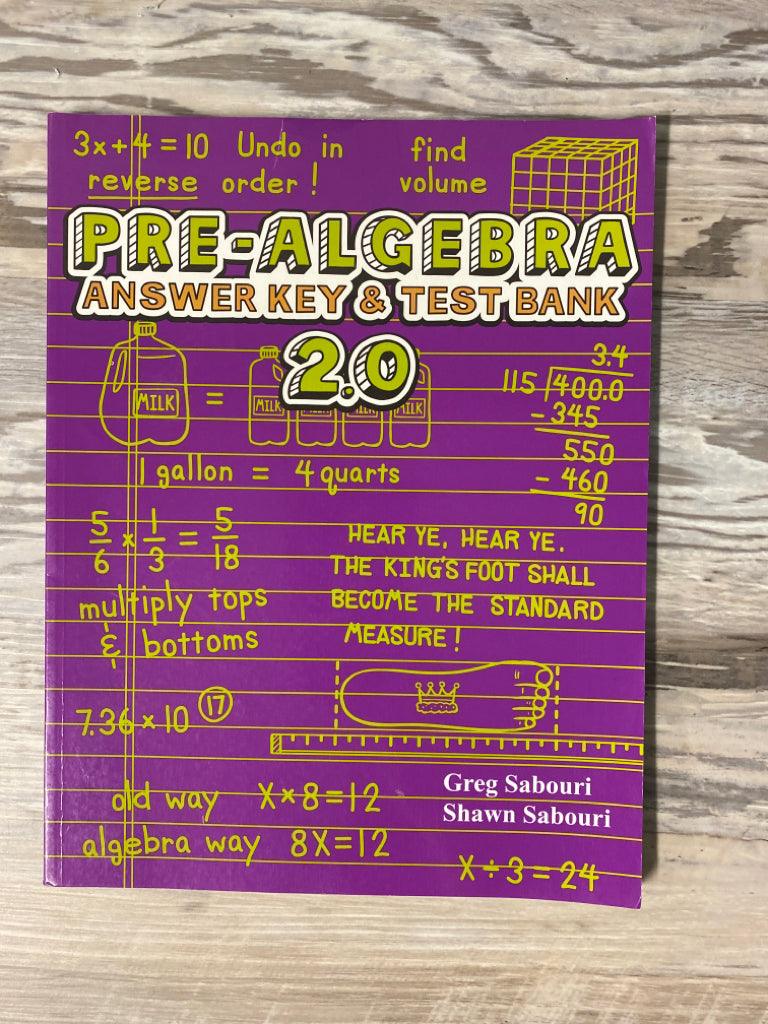 3x+4=10 Undo in
reverse order!
find
volume
PRE-ALGEBRA
ANSWER KEY & TEST BANK
2.0
MILK = MILK MILK MILK MILK
1 gallon = 4 quarts
3.4
115 400.0
-345
550
- 460
90
5/6 × 1/3 = 5/18
multiply tops
& bottoms
HEAR YE, HEAR YE.
THE KING'S FOOT SHALL
BECOME THE STANDARD
MEASURE!
7.36 × 10 17
old way X×8=12
algebra way 8X=12
Greg Sabouri
Shawn Sabouri
X÷3=24